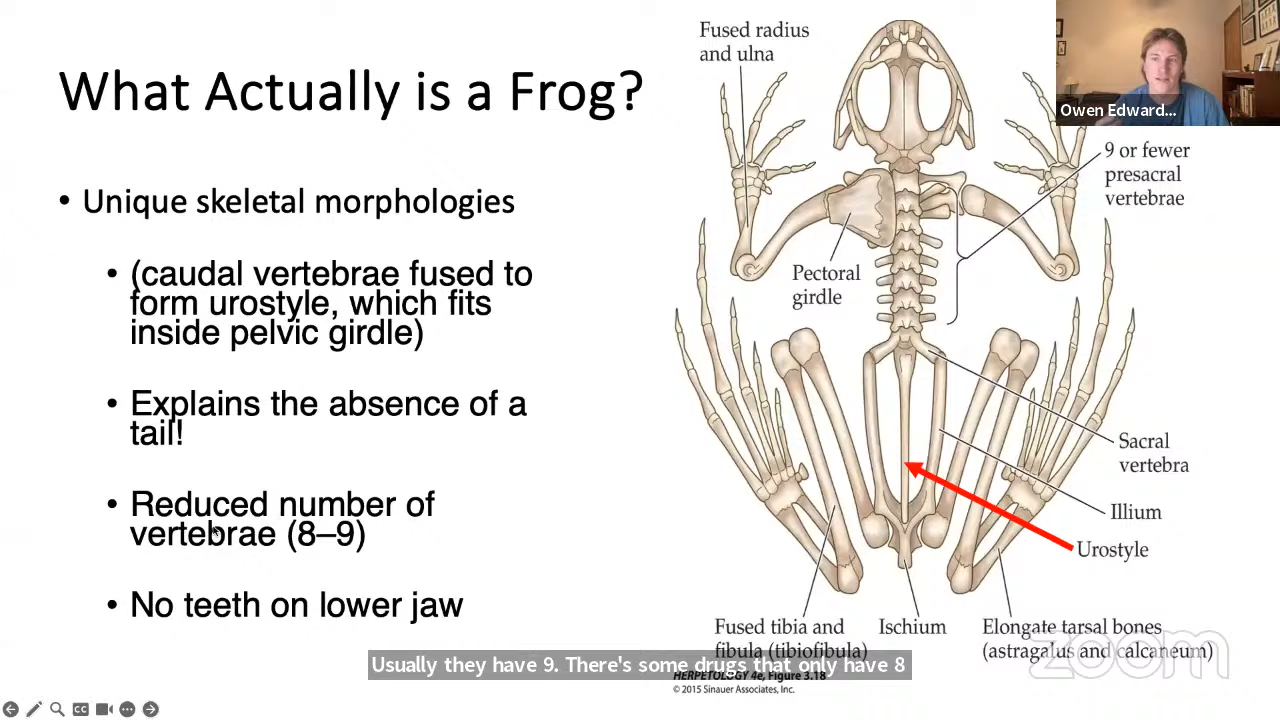 What Actually is a Frog?
• Unique skeletal morphologies
• (caudal vertebrae fused to
form urostyle, which fits
inside pelvic girdle)
• Explains the absence of a
tail!
• Reduced number of
vertebrae (8–9)
• No teeth on lower jaw
Fused radius
and ulna
Owen Edward...
9 or fewer
presacral
vertebrae
Pectoral
girdle
Sacral
vertebra
Illium
Urostyle
Fused tibia and
fibula (tibiofibula)
Ischium
Elongate tarsal bones
(astragalus and calcaneum)
zoom
Usually they have 9. There's some drugs that only have 8
HERPETOLOGY 4e, Figure 3.18
© 2015 Sinauer Associates, Inc.
CC